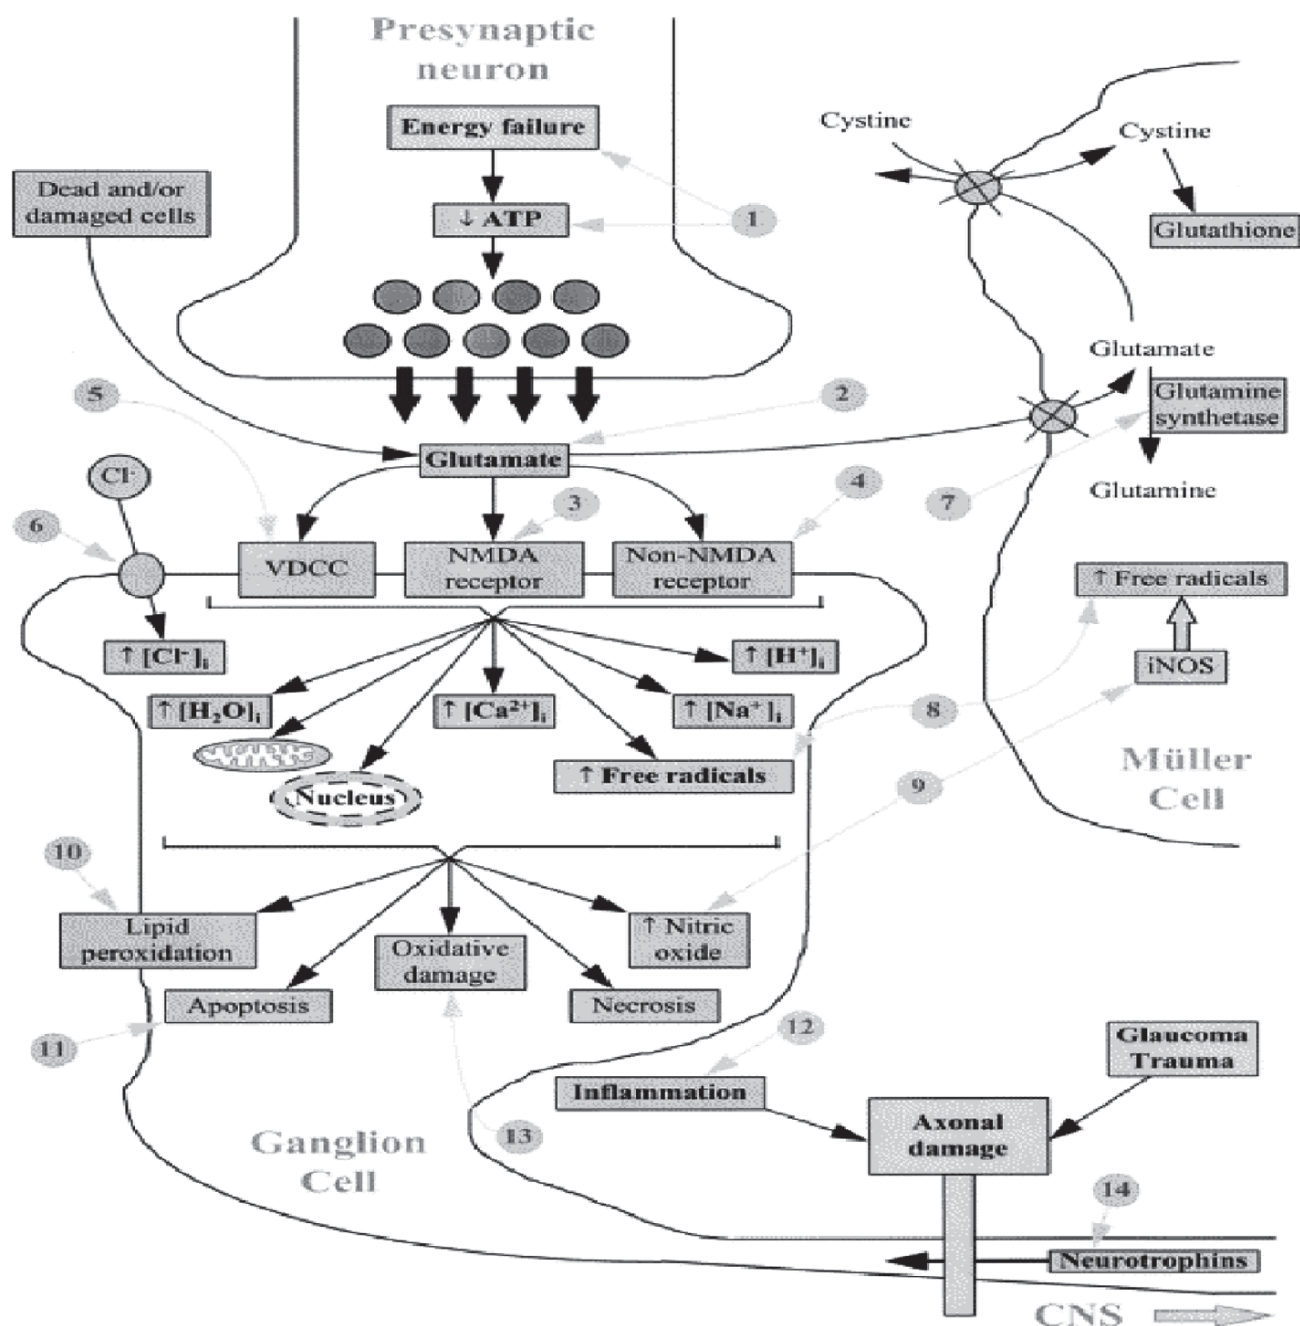 Presynaptic
neuron
Energy failure
Cystine
Cystine
Dead and/or
damaged cells
↓ ATP
1
Glutathione
Glutamate
5
2
Glutamine
synthetase
Glutamate
Cl-
3
4
7
Glutamine
6
VDCC
NMDA
receptor
Non-NMDA
receptor
↑ Free radicals
↑ [Cl-]i
↑ [H+]i
iNOS
↑ [H2O]i
↑ [Ca2+]i
↑ [Na+]i
8
↑ Free radicals
Müller
Cell
Nucleus
9
10
Lipid
peroxidation
Oxidative
damage
↑ Nitric
oxide
Apoptosis
Necrosis
11
12
Glaucoma
Trauma
Inflammation
Axonal
damage
Ganglion
Cell
13
14
Neurotrophins
CNS